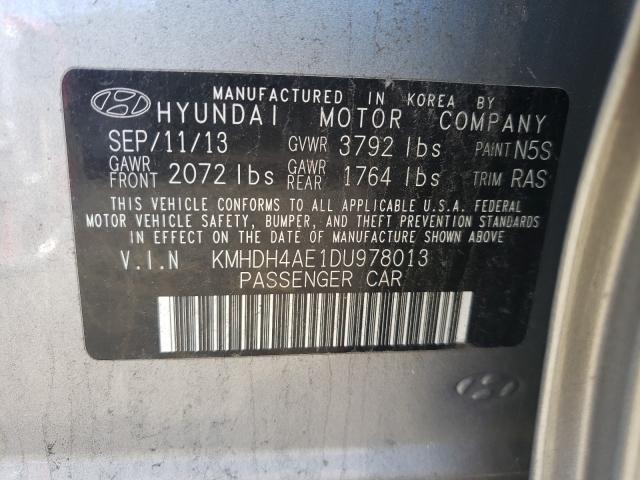 MANUFACTURED IN KOREA BY
HYUNDAI MOTOR COMPANY
SEP/11/13 GVWR 3792 lbs PAINT N5S
GAWR FRONT 2072 lbs GAWR REAR 1764 lbs TRIM RAS
THIS VEHICLE CONFORMS TO ALL APPLICABLE U.S.A. FEDERAL
MOTOR VEHICLE SAFETY, BUMPER, AND THEFT PREVENTION STANDARDS
IN EFFECT ON THE DATE OF MANUFACTURE SHOWN ABOVE
V.I.N KMHDH4AE1DU978013
PASSENGER CAR